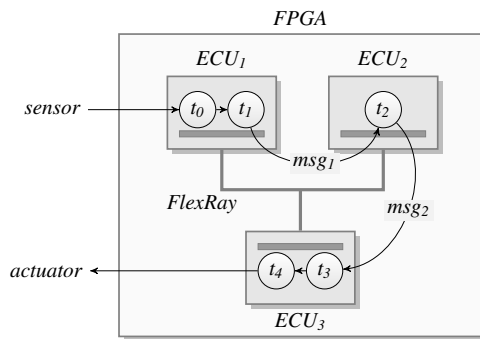 FPGA
ECU1 ECU2
sensor t0 t1 t2
msg1
FlexRay msg2
actuator t4 t3
ECU3